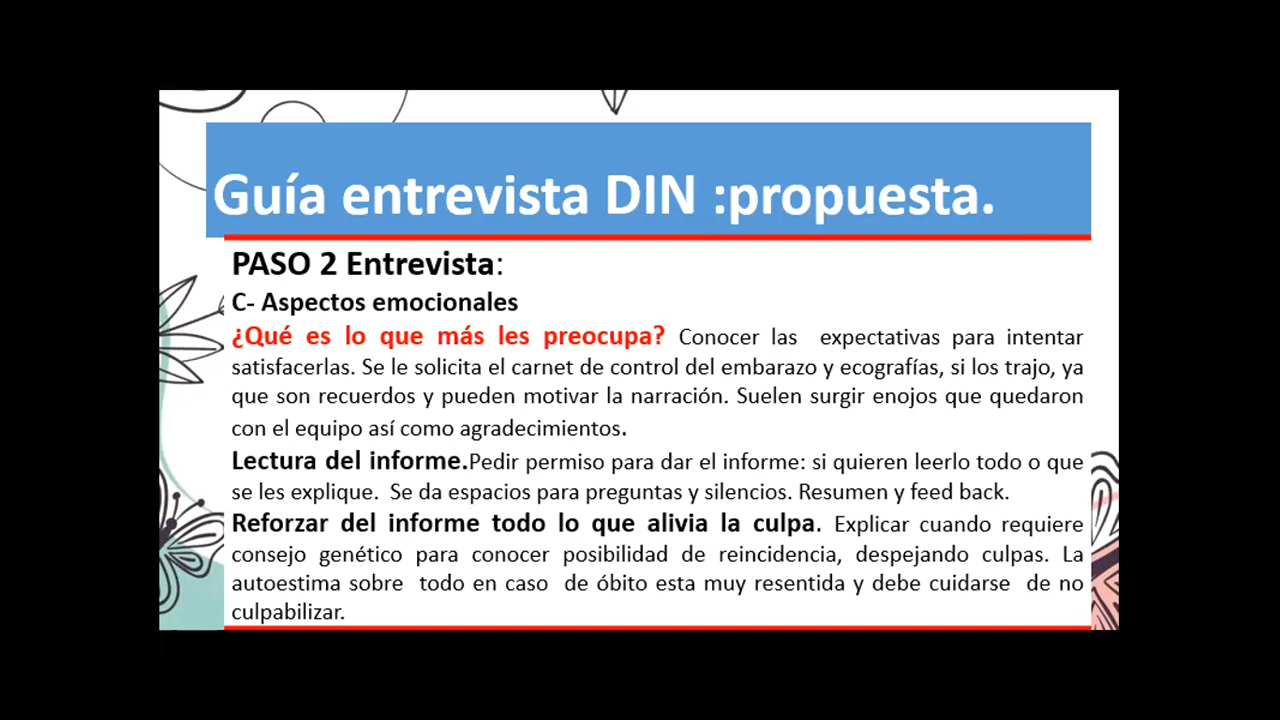 Guía entrevista DIN :propuesta.
PASO 2 Entrevista:
C- Aspectos emocionales
¿Qué es lo que más les preocupa? Conocer las expectativas para intentar
satisfacerlas. Se le solicita el carnet de control del embarazo y ecografías, si los trajo, ya
que son recuerdos y pueden motivar la narración. Suelen surgir enojos que quedaron
con el equipo así como agradecimientos.
Lectura del informe.Pedir permiso para dar el informe: si quieren leerlo todo o que
se les explique. Se da espacios para preguntas y silencios. Resumen y feed back.
Reforzar del informe todo lo que alivia la culpa. Explicar cuando requiere
consejo genético para conocer posibilidad de reincidencia, despejando culpas. La
autoestima sobre todo en caso de óbito esta muy resentida y debe cuidarse de no
culpabilizar.